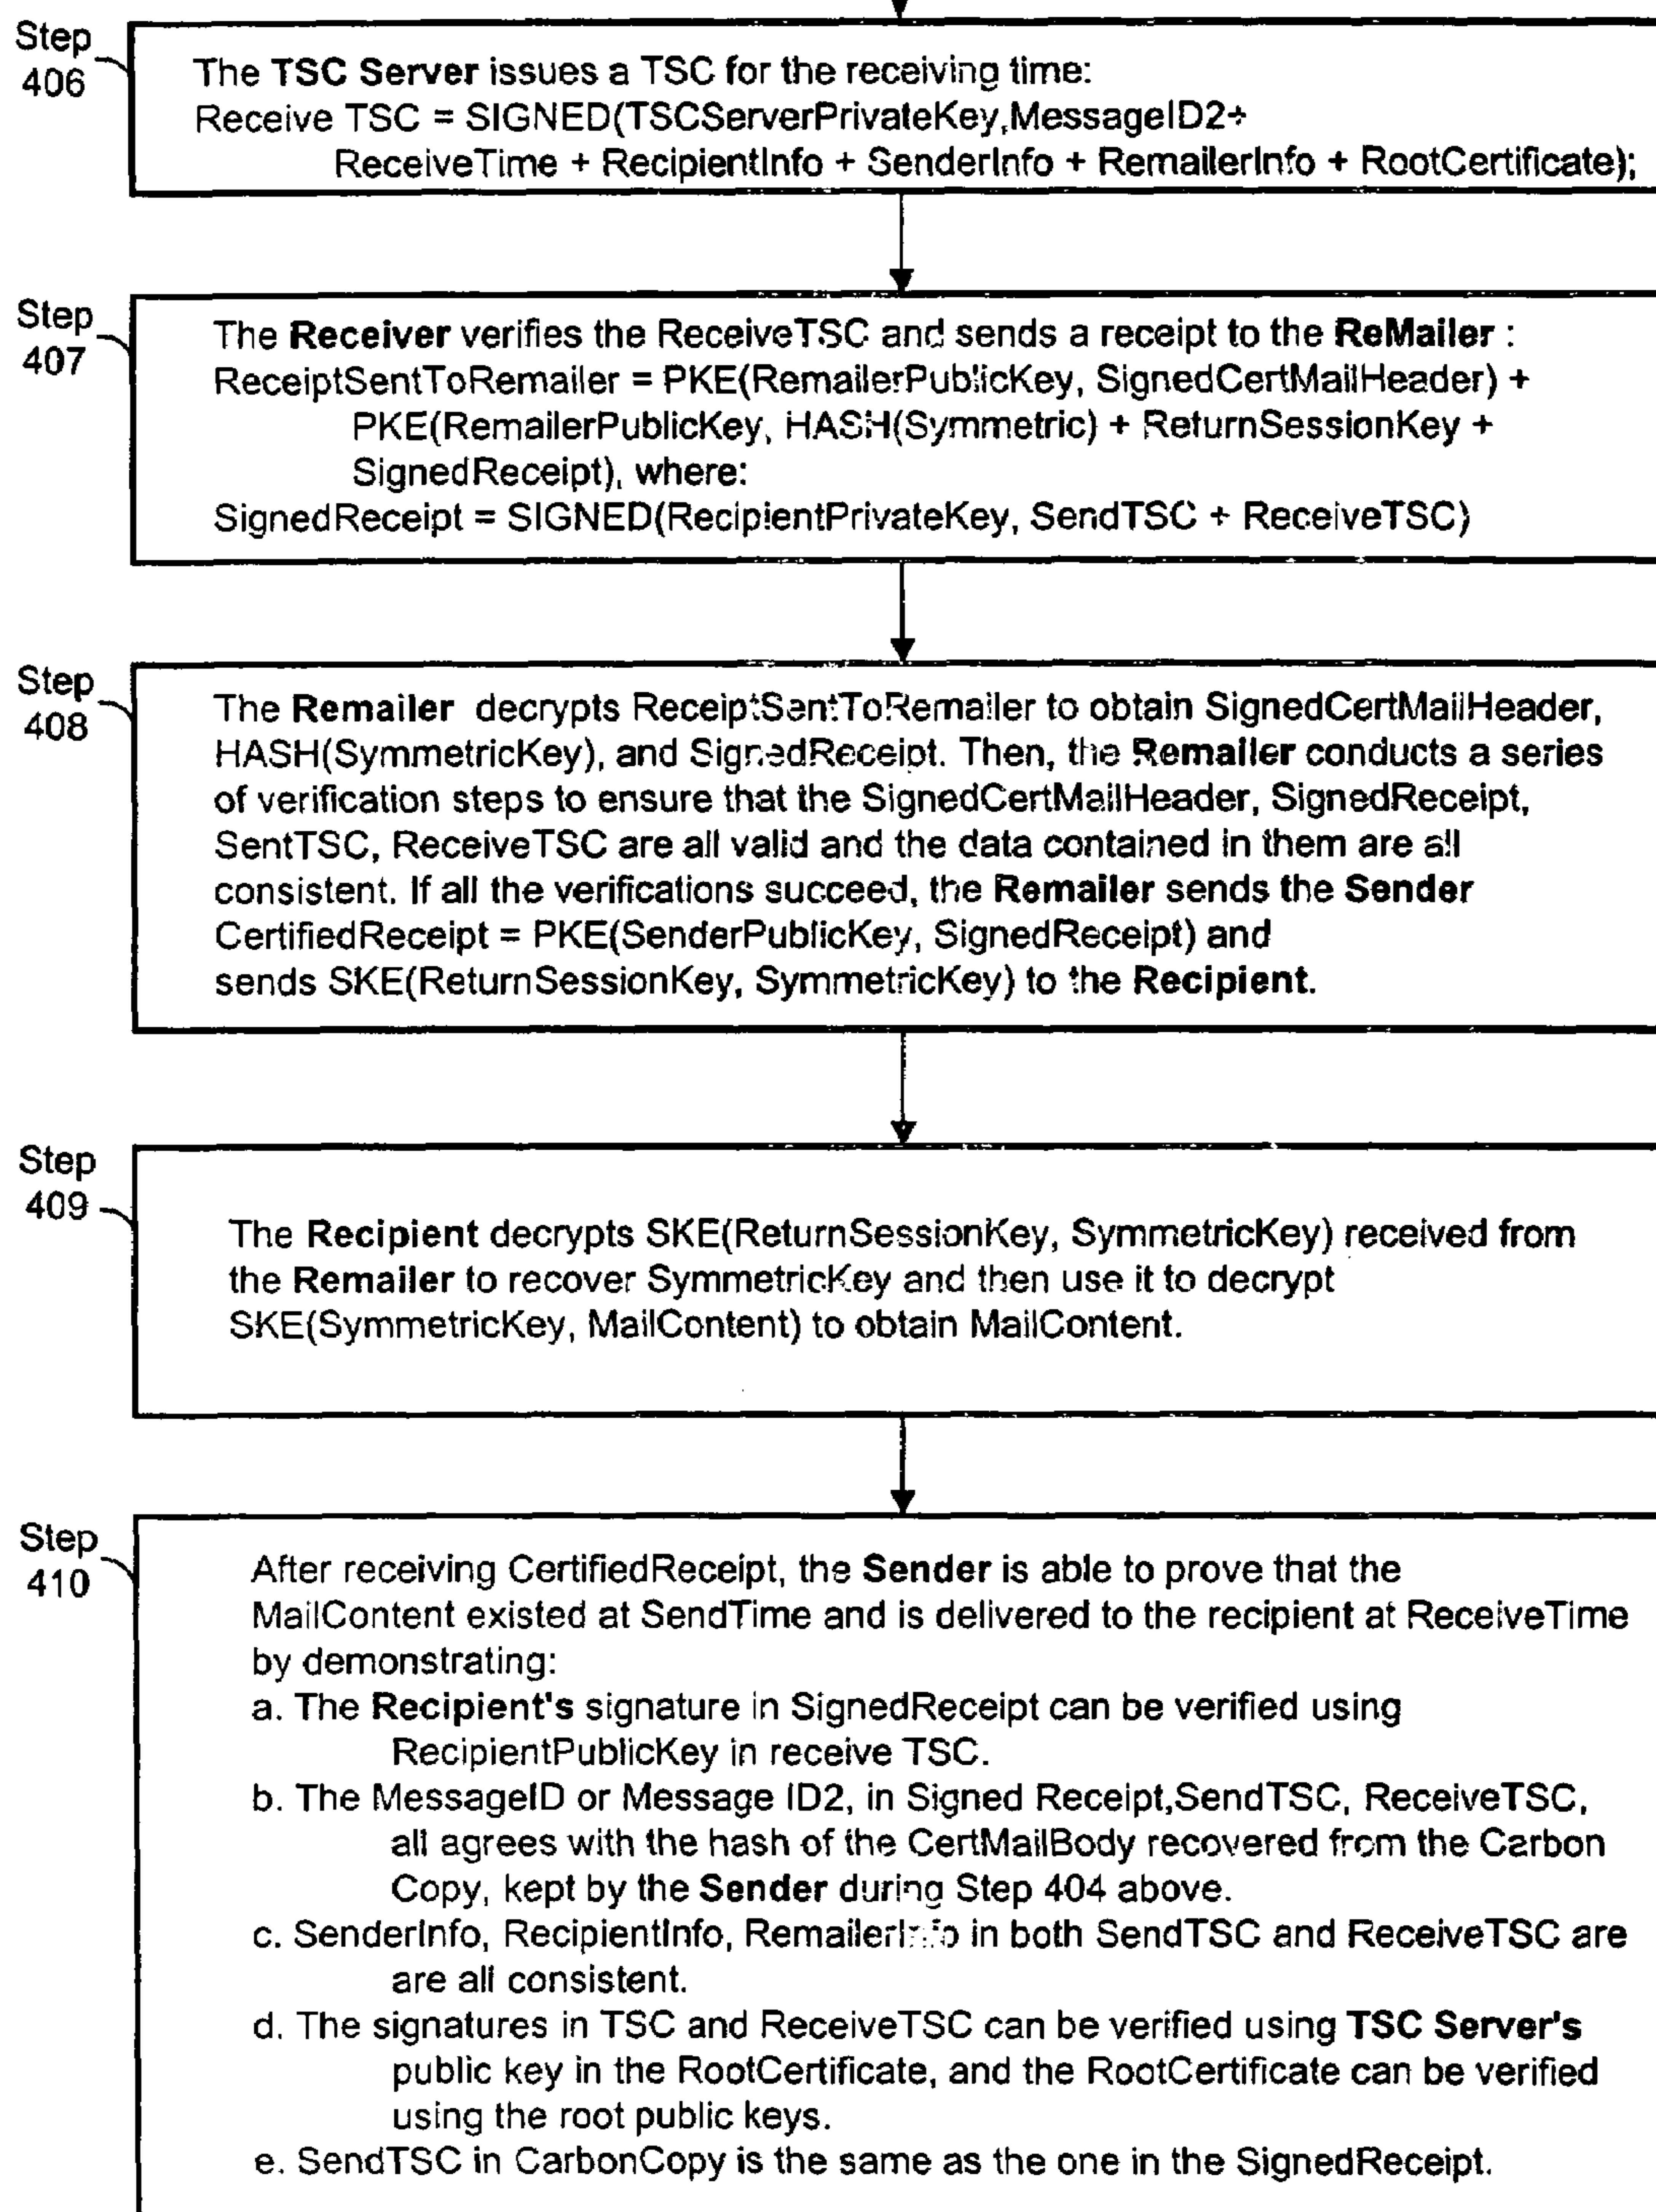 Step
406
The TSC Server issues a TSC for the receiving time:
Receive TSC = SIGNED(TSCServerPrivateKey,MessageID2+
ReceiveTime + RecipientInfo + SenderInfo + RemailerInfo + RootCertificate);
Step
407
The Receiver verifies the ReceiveTSC and sends a receipt to the ReMailer :
ReceiptSentToRemailer = PKE(RemailerPublicKey, SignedCertMailHeader) +
PKE(RemailerPublicKey, HASH(Symmetric) + ReturnSessionKey +
SignedReceipt), where:
SignedReceipt = SIGNED(RecipientPrivateKey, SendTSC + ReceiveTSC)
Step
408
The Remailer decrypts ReceiptSentToRemailer to obtain SignedCertMailHeader,
HASH(SymmetricKey), and SignedReceipt. Then, the Remailer conducts a series
of verification steps to ensure that the SignedCertMailHeader, SignedReceipt,
SentTSC, ReceiveTSC are all valid and the data contained in them are all
consistent. If all the verifications succeed, the Remailer sends the Sender
CertifiedReceipt = PKE(SenderPublicKey, SignedReceipt) and
sends SKE(ReturnSessionKey, SymmetricKey) to the Recipient.
Step
409
The Recipient decrypts SKE(ReturnSessionKey, SymmetricKey) received from
the Remailer to recover SymmetricKey and then use it to decrypt
SKE(SymmetricKey, MailContent) to obtain MailContent.
Step
410
After receiving CertifiedReceipt, the Sender is able to prove that the
MailContent existed at SendTime and is delivered to the recipient at ReceiveTime
by demonstrating:
a. The Recipient's signature in SignedReceipt can be verified using
RecipientPublicKey in receive TSC.
b. The MessageID or Message ID2, in Signed Receipt,SendTSC, ReceiveTSC,
all agrees with the hash of the CertMailBody recovered from the Carbon
Copy, kept by the Sender during Step 404 above.
c. SenderInfo, RecipientInfo, RemailerInfo in both SendTSC and ReceiveTSC are
are all consistent.
d. The signatures in TSC and ReceiveTSC can be verified using TSC Server's
public key in the RootCertificate, and the RootCertificate can be verified
using the root public keys.
e. SendTSC in CarbonCopy is the same as the one in the SignedReceipt.